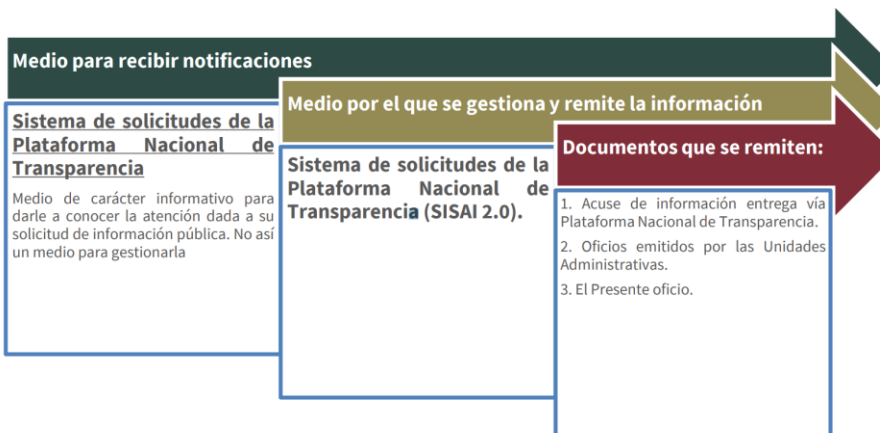 Medio para recibir notificaciones
Sistema de solicitudes de la
Plataforma Nacional de
Transparencia
Medio de carácter informativo para
darle a conocer la atención dada a su
solicitud de información pública. No así
un medio para gestionarla
Medio por el que se gestiona y remite la información
Sistema de solicitudes de la
Plataforma Nacional de
Transparencia (SISAI 2.0).
Documentos que se remiten:
1. Acuse de información entrega vía
Plataforma Nacional de Transparencia.
2. Oficios emitidos por las Unidades
Administrativas.
3. El Presente oficio.